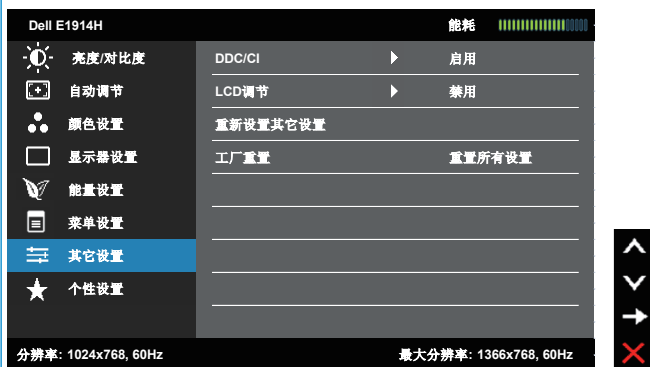 Dell E1914H 能耗
亮度/对比度 DDC/CI 启用
自动调节 LCD调节 禁用
颜色设置 重新设置其它设置
显示器设置 工厂重置 重置所有设置
能量设置
菜单设置
其它设置
个性设置
分辨率: 1024x768, 60Hz 最大分辨率: 1366x768, 60Hz